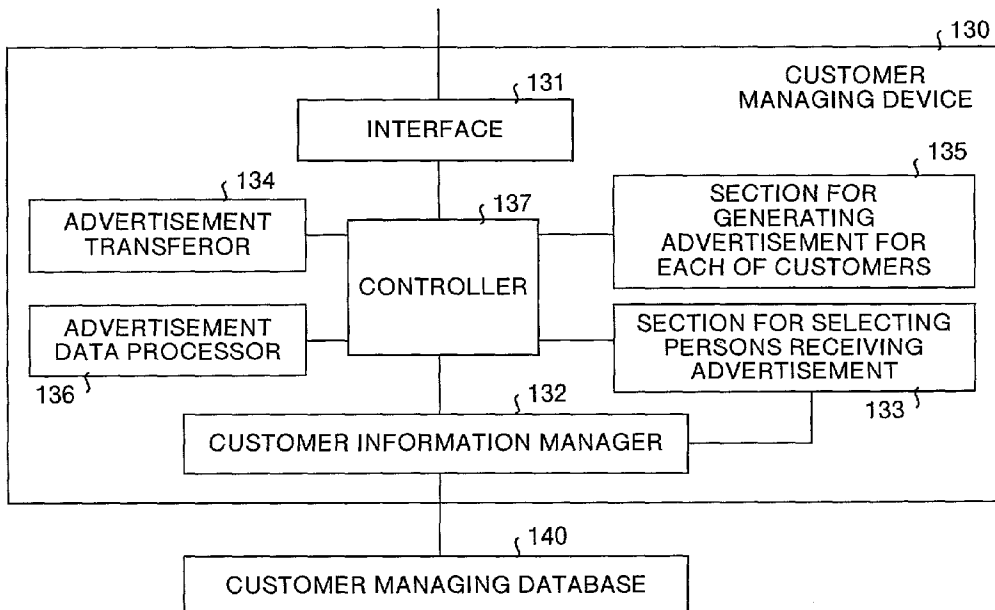 130
CUSTOMER
MANAGING DEVICE
131
INTERFACE
134
ADVERTISEMENT
TRANSFEROR
137
CONTROLLER
135
SECTION FOR
GENERATING
ADVERTISEMENT FOR
EACH OF CUSTOMERS
ADVERTISEMENT
DATA PROCESSOR
136
SECTION FOR SELECTING
PERSONS RECEIVING
ADVERTISEMENT
133
132
CUSTOMER INFORMATION MANAGER
140
CUSTOMER MANAGING DATABASE